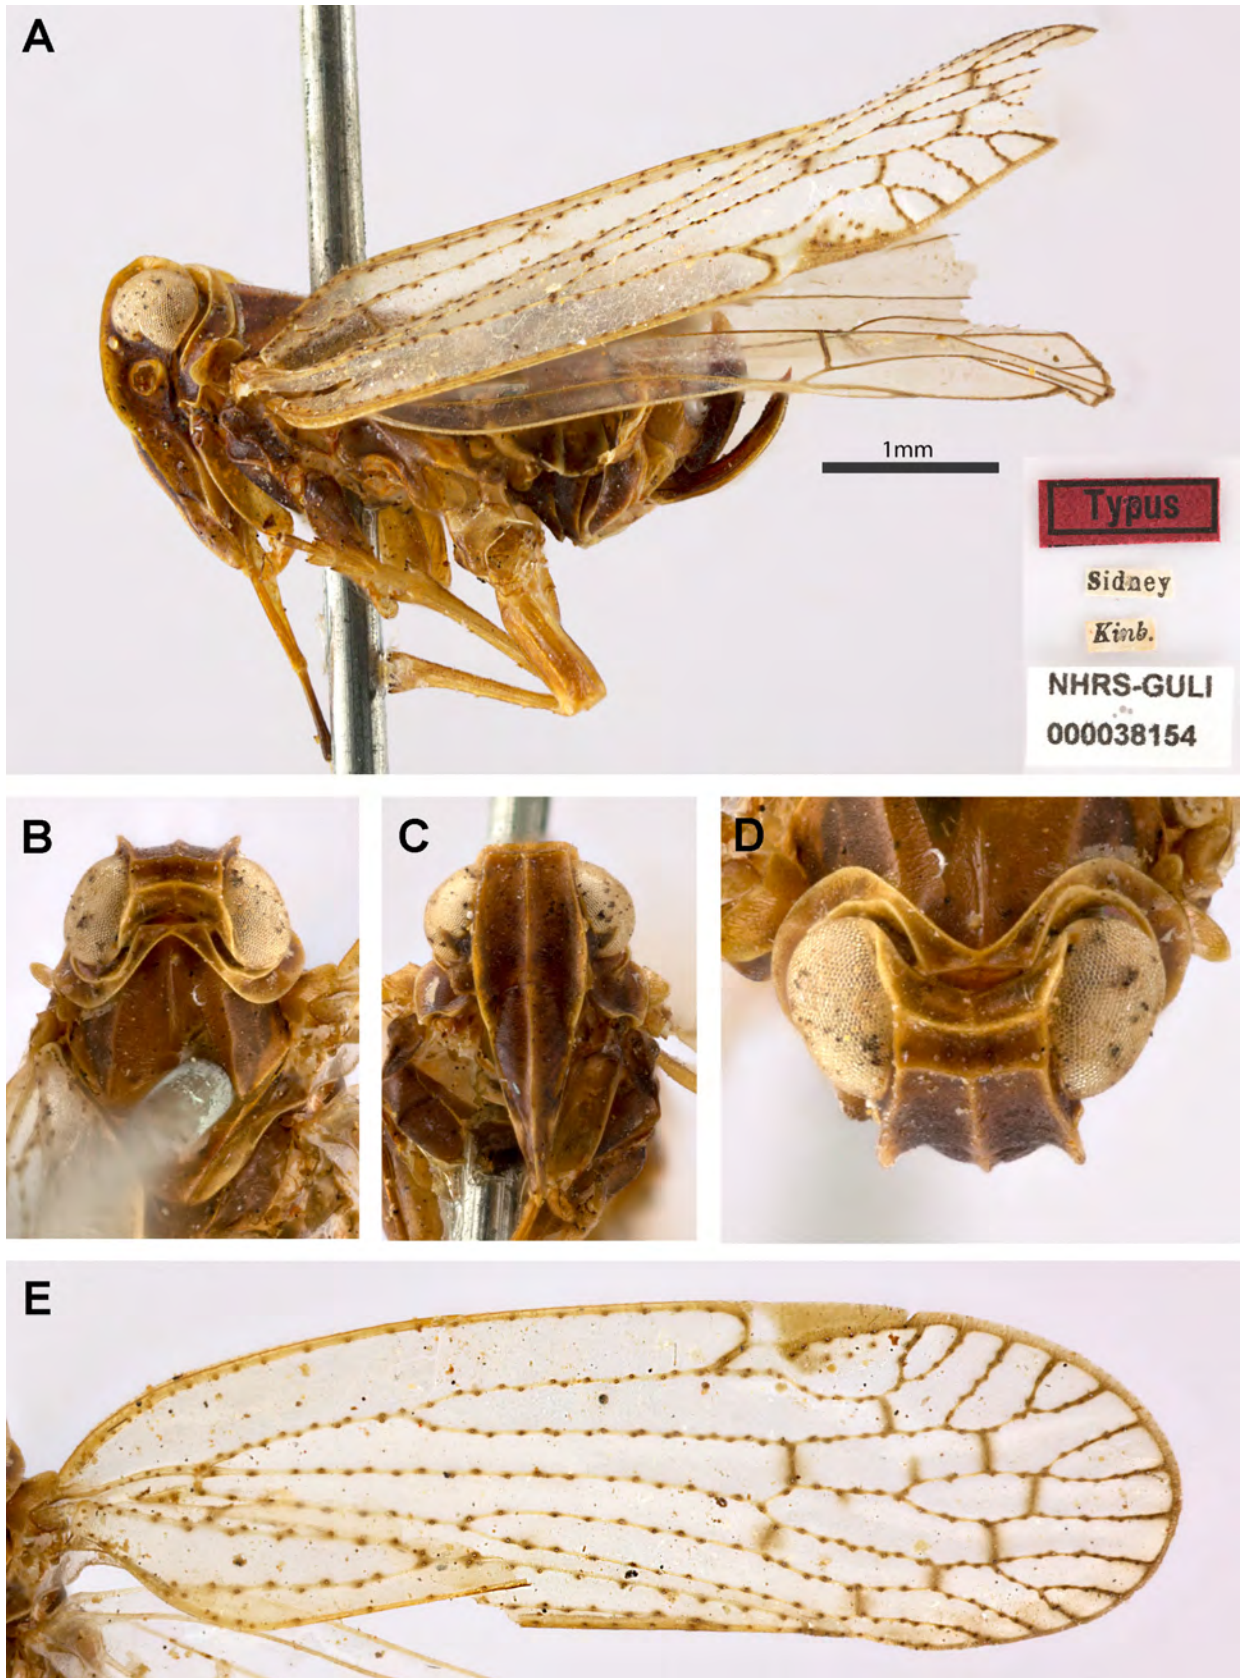 A
1mm
Typus
Sidney
Kinb.
NHRS-GULI
000038154
B
C
D
E